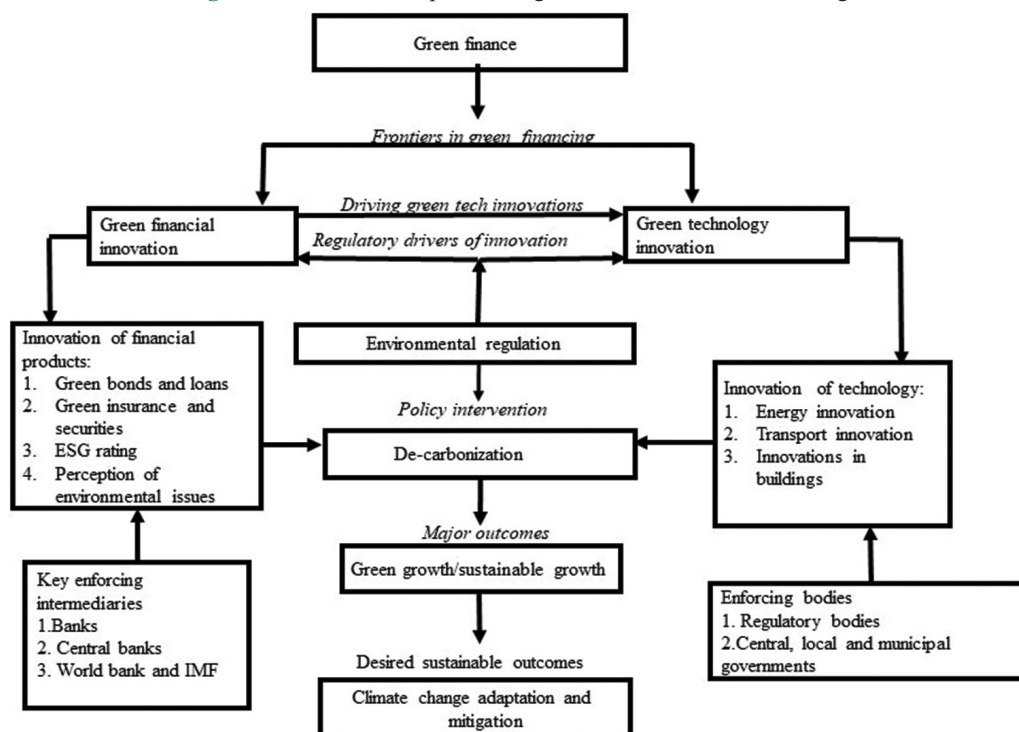 Green finance
Frontiers in green financing
Driving green tech innovations
Green financial
innovation
Green technology
innovation
Regulatory drivers of innovation
Environmental regulation
Innovation of financial
products:
1. Green bonds and loans
2. Green insurance and
securities
3. ESG rating
4. Perception of
environmental issues
Innovation of technology:
1. Energy innovation
2. Transport innovation
3. Innovations in
buildings
Policy intervention
De-carbonization
Major outcomes
Green growth/sustainable growth
Key enforcing
intermediaries
1.Banks
2. Central banks
3. World bank and IMF
Enforcing bodies
1. Regulatory bodies
2.Central, local and municipal
governments
Desired sustainable outcomes
Climate change adaptation and
mitigation